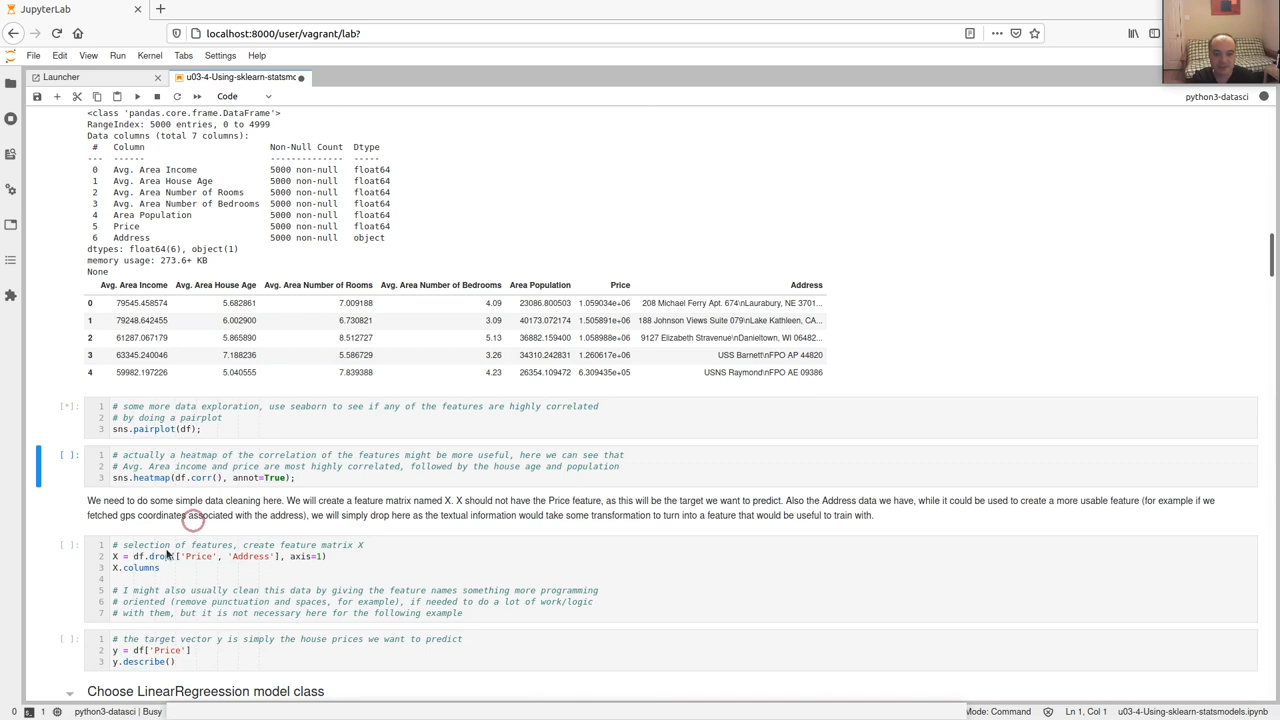 JupyterLab
localhost:8000/user/vagrant/lab?
File Edit View Run Kernel Tabs Settings Help
Launcher
u03-4-Using-sklearn-statsmo
Code
python3-datasci
<class 'pandas.core.frame.DataFrame'>
RangeIndex: 5000 entries, 0 to 4999
Data columns (total 7 columns):
# Column Non-Null Count Dtype
--- ------ -------------- -----
0 Avg. Area Income 5000 non-null float64
1 Avg. Area House Age 5000 non-null float64
2 Avg. Area Number of Rooms 5000 non-null float64
3 Avg. Area Number of Bedrooms 5000 non-null float64
4 Area Population 5000 non-null float64
5 Price 5000 non-null float64
6 Address 5000 non-null object
dtypes: float64(6), object(1)
memory usage: 273.6+ KB
None
Avg. Area Income Avg. Area House Age Avg. Area Number of Rooms Avg. Area Number of Bedrooms Area Population Price Address
0 79545.458574 5.682861 7.009188 4.09 23086.800503 1.059034e+06 208 Michael Ferry Apt. 674\nLaurabury, NE 3701...
1 79248.642455 6.002900 6.730821 3.09 40173.072174 1.505891e+06 188 Johnson Views Suite 079\nLake Kathleen, CA...
2 61287.067179 5.865890 8.512727 5.13 36882.159400 1.058988e+06 9127 Elizabeth Stravenue\nDanieltown, WI 06482...
3 63345.240046 7.188236 5.586729 3.26 34310.242831 1.260617e+06 USS Barnett\nFPO AP 44820
4 59982.197226 5.040555 7.839388 4.23 26354.109472 6.309435e+05 USNS Raymond\nFPO AE 09386
[*]: 1 # some more data exploration, use seaborn to see if any of the features are highly correlated
2 # by doing a pairplot
3 sns.pairplot(df);
[ ]: 1 # actually a heatmap of the correlation of the features might be more useful, here we can see that
2 # Avg. Area income and price are most highly correlated, followed by the house age and population
3 sns.heatmap(df.corr(), annot=True);
We need to do some simple data cleaning here. We will create a feature matrix named X. X should not have the Price feature, as this will be the target we want to predict. Also the Address data we have, while it could be used to create a more usable feature (for example if we
fetched gps coordinates associated with the address), we will simply drop here as the textual information would take some transformation to turn into a feature that would be useful to train with.
[ ]: 1 # selection of features, create feature matrix X
2 X = df.drop(['Price', 'Address'], axis=1)
3 X.columns
4
5 # I might also usually clean this data by giving the feature names something more programming
6 # oriented (remove punctuation and spaces, for example), if needed to do a lot of work/logic
7 # with them, but it is not necessary here for the following example
[ ]: 1 # the target vector y is simply the house prices we want to predict
2 y = df['Price']
3 y.describe()
Choose LinearRegreession model class
0 1 python3-datasci | Busy Mode: Command Ln 1, Col 1 u03-4-Using-sklearn-statsmodels.ipynb